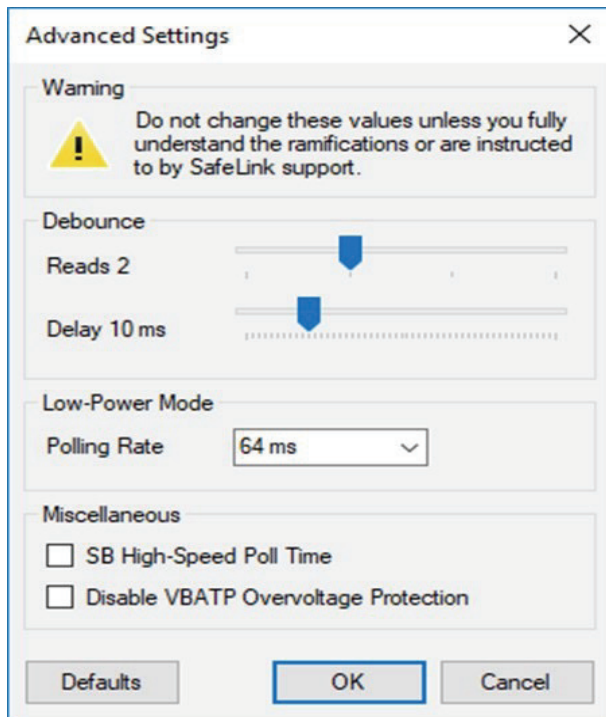 Advanced Settings
Warning
Do not change these values unless you fully
understand the ramifications or are instructed
to by SafeLink support.
Debounce
Reads 2
Delay 10 ms
Low-Power Mode
Polling Rate 64 ms
Miscellaneous
SB High-Speed Poll Time
Disable VBATP Overvoltage Protection
Defaults OK Cancel